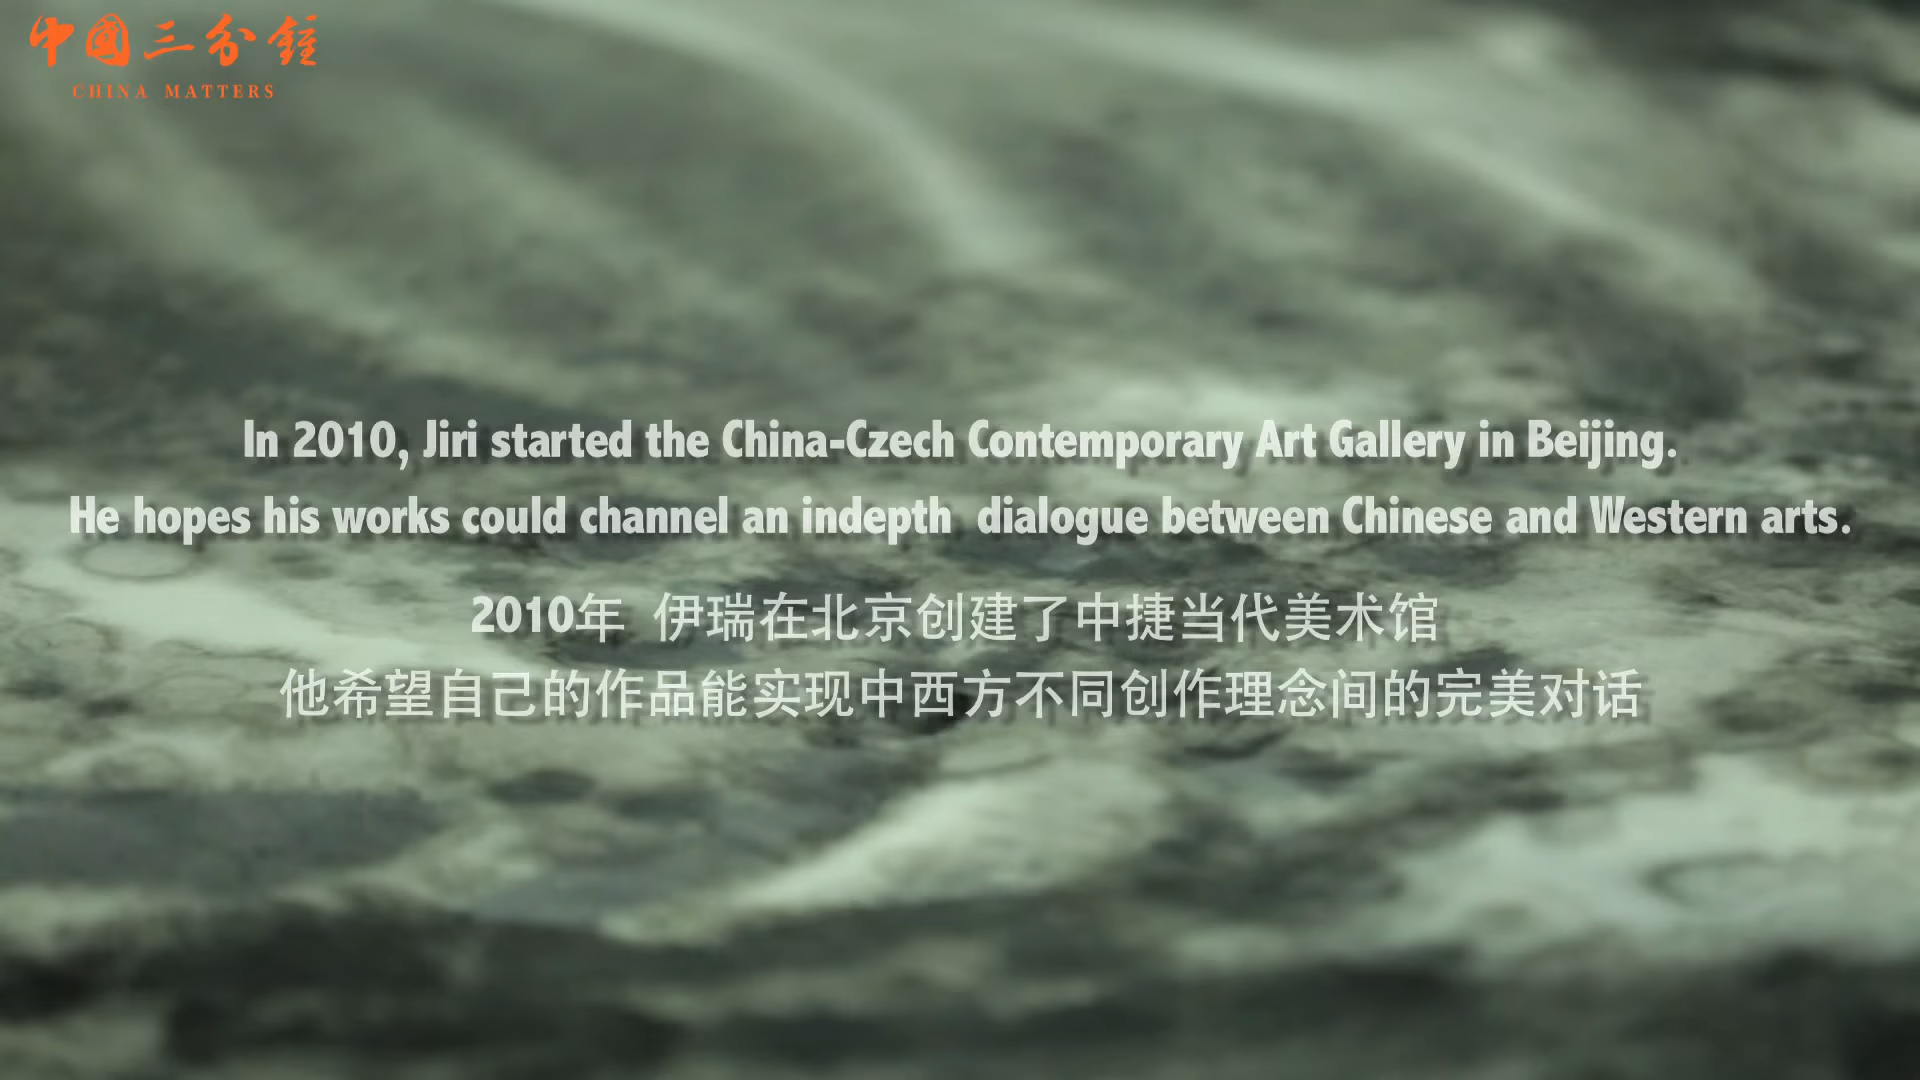 中國三分鐘
CHINA MATTERS
In 2010, Jiri started the China-Czech Contemporary Art Gallery in Beijing.
He hopes his works could channel an indepth  dialogue between Chinese and Western arts.
2010年  伊瑞在北京创建了中捷当代美术馆
他希望自己的作品能实现中西方不同创作理念间的完美对话